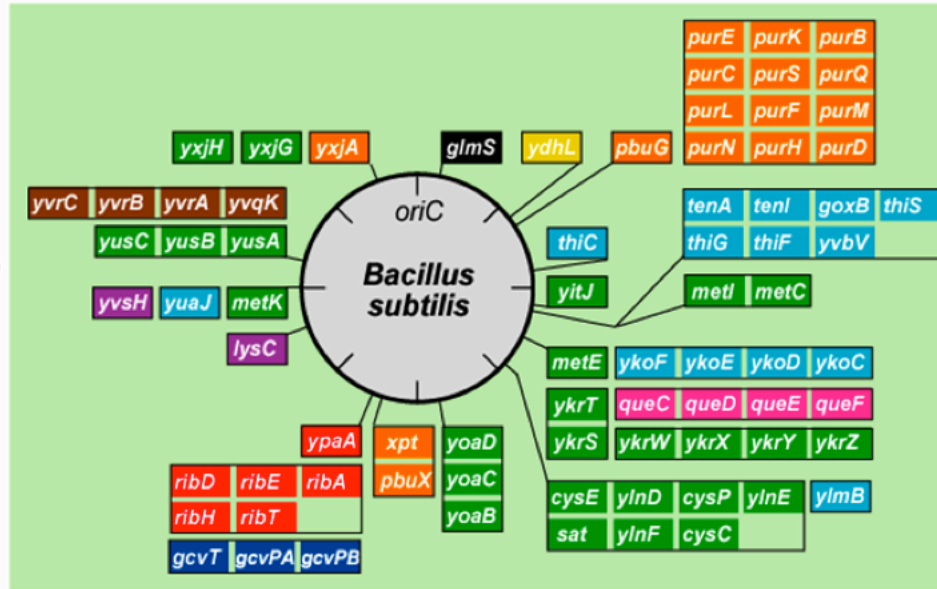 purE purK purB
purC purS purQ
purL purF purM
purN purH purD
yxjH yxjG yxjA glmS ydhL pbuG
yvrC yvrB yvrA yvqK
yusC yusB yusA
yvsH yuaJ metK
lysC
oriC
Bacillus
subtilis
tenA tenI goxB thiS
thiG thiF yvbV
thiC
yitJ metI metC
metE ykoF ykoE ykoD ykoC
ykrT queC queD queE queF
ykrS ykrW ykrX ykrY ykrZ
cysE ylnD cysP ylnE ylmB
sat ylnF cysC
ypaA xpt yoaD
pbuX yoaC
yoaB
ribD ribE ribA
ribH ribT
gcvT gcvPA gcvPB